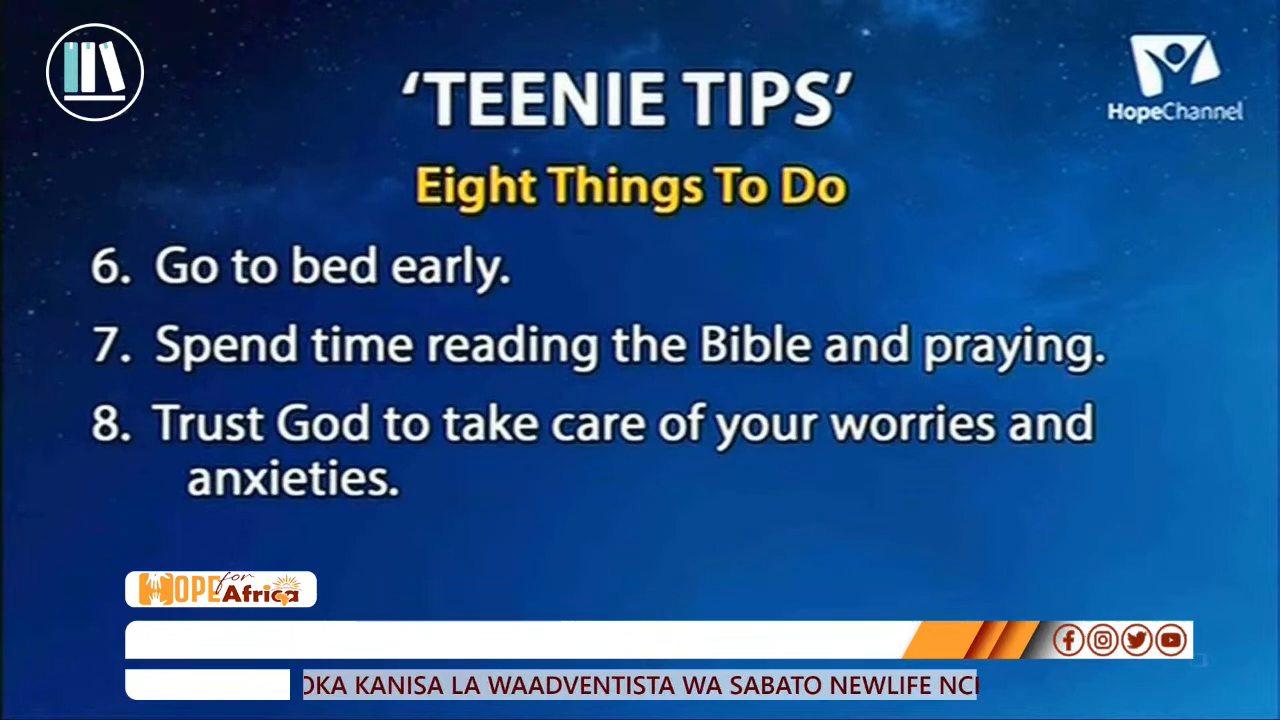 ‘TEENIE TIPS’
HopeChannel
Eight Things To Do
6. Go to bed early.
7. Spend time reading the Bible and praying.
8. Trust God to take care of your worries and
anxieties.
HOPE for Africa
KANISA LA WAADVENTISTA WA SABATO NEWLIFE